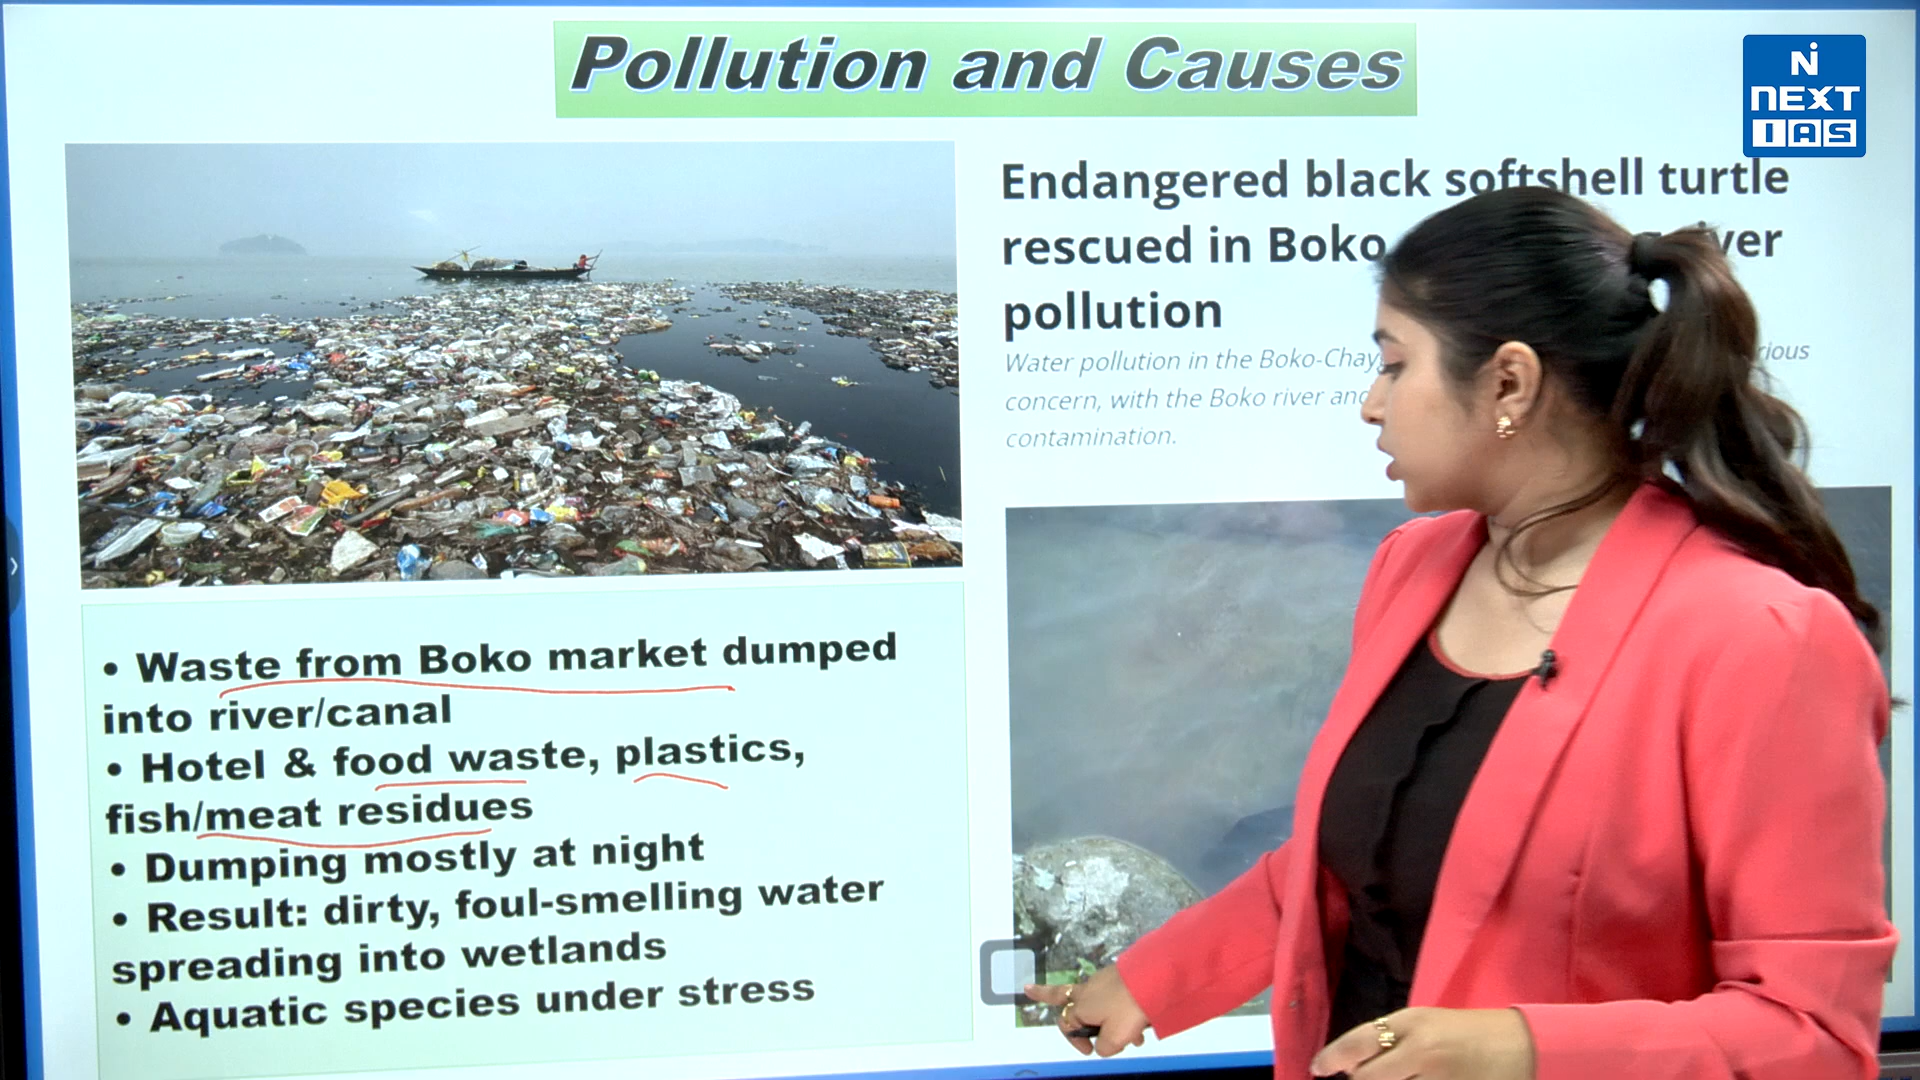 Pollution and Causes
NEXT
IAS
Endangered black softshell turtle
rescued in Boko
pollution
Water pollution in the Boko-Chay
concern, with the Boko river and
contamination.
• Waste from Boko market dumped
into river/canal
• Hotel & food waste, plastics,
fish/meat residues
• Dumping mostly at night
• Result: dirty, foul-smelling water
spreading into wetlands
• Aquatic species under stress